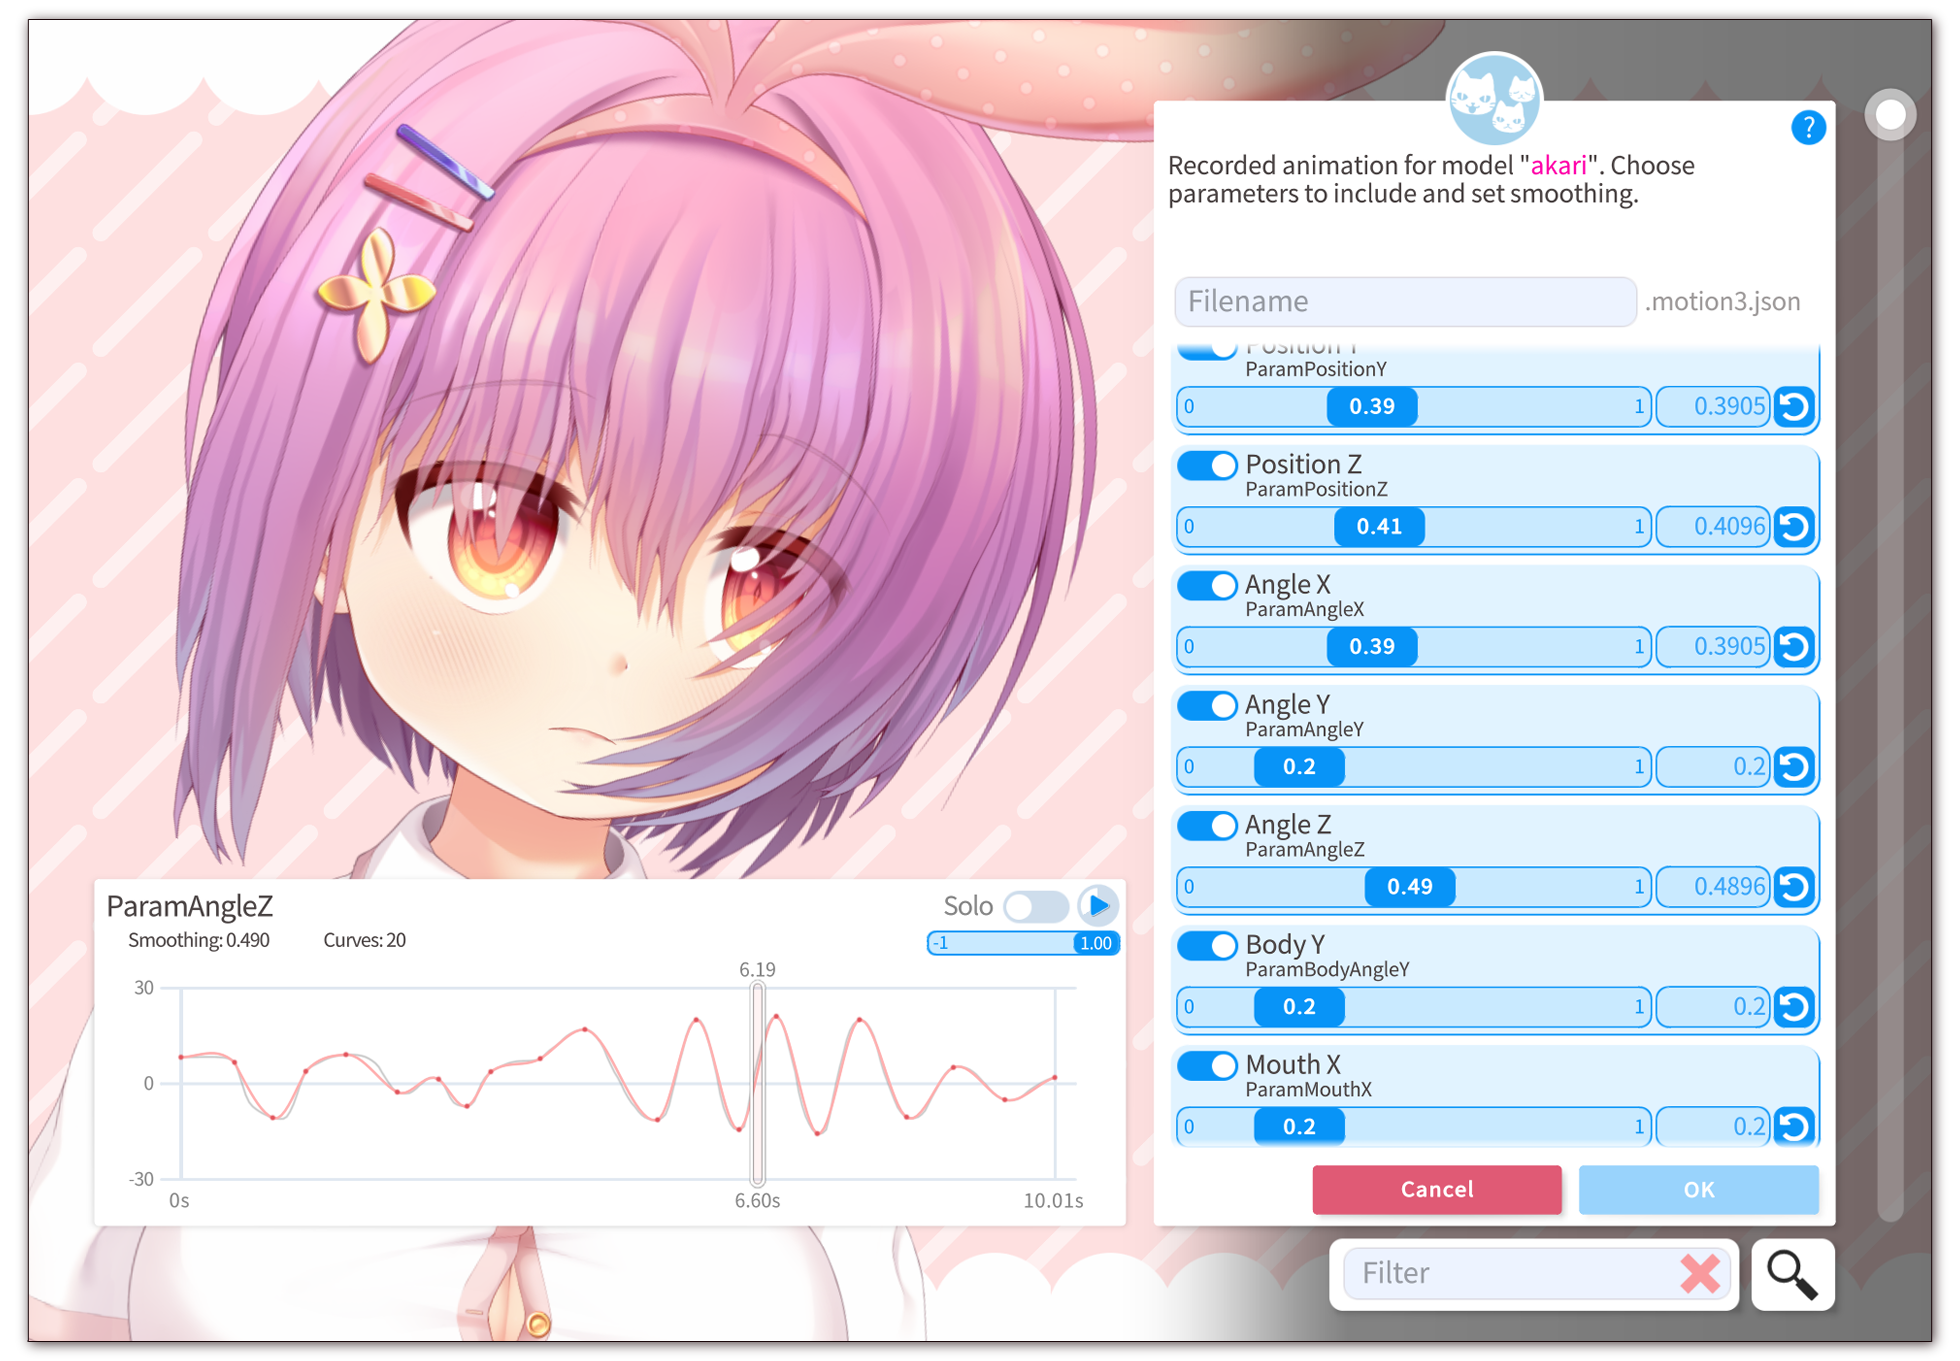 ?
Recorded animation for model "akari". Choose
parameters to include and set smoothing.
Filename .motion3.json
Position Y
ParamPositionY
0 0.39 1 0.3905
Position Z
ParamPositionZ
0 0.41 1 0.4096
Angle X
ParamAngleX
0 0.39 1 0.3905
Angle Y
ParamAngleY
0 0.2 1 0.2
Angle Z
ParamAngleZ
0 0.49 1 0.4896
Body Y
ParamBodyAngleY
0 0.2 1 0.2
Mouth X
ParamMouthX
0 0.2 1 0.2
Cancel OK
Filter
ParamAngleZ Solo
Smoothing: 0.490 Curves: 20 -1 1.00
6.19
30
0
-30
0s 6.60s 10.01s